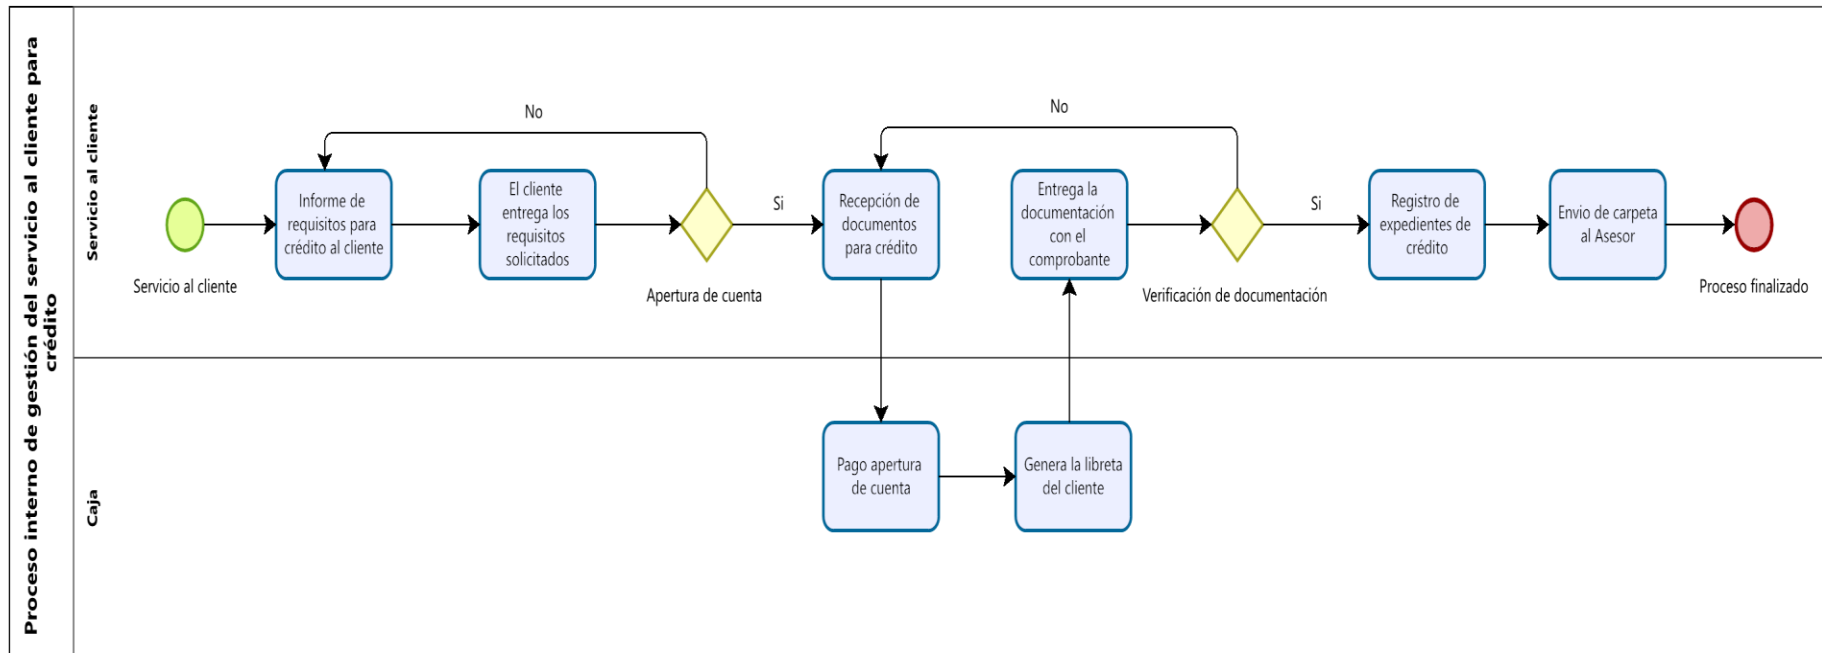 Proceso interno de gestión del servicio al cliente para
crédito
Servicio al cliente
Servicio al cliente
Informe de
requisitos para
crédito al cliente
El cliente
entrega los
requisitos
solicitados
No
Apertura de cuenta
Si
Recepción de
documentos
para crédito
Entrega la
documentación
con el
comprobante
No
Verificación de documentación
Si
Registro de
expedientes de
crédito
Envio de carpeta
al Asesor
Proceso finalizado
Caja
Pago apertura
de cuenta
Genera la libreta
del cliente